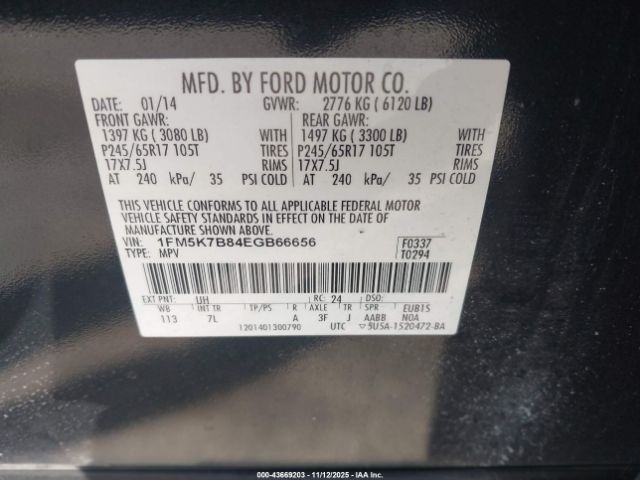 MFD. BY FORD MOTOR CO.
DATE: 01/14 GVWR: 2776 KG ( 6120 LB)
FRONT GAWR: REAR GAWR:
1397 KG ( 3080 LB) WITH 1497 KG ( 3300 LB) WITH
P245/65R17 105T TIRES P245/65R17 105T TIRES
17X7.5J RIMS 17X7.5J RIMS
AT 240 kPa/ 35 PSI COLD AT 240 kPa/ 35 PSI COLD
THIS VEHICLE CONFORMS TO ALL APPLICABLE FEDERAL MOTOR
VEHICLE SAFETY STANDARDS IN EFFECT ON THE DATE OF
MANUFACTURE SHOWN ABOVE.
VIN: 1FM5K7B84EGB66656 F0337
TYPE: MPV T0294
EXT PNT: UH RC: 24 DSO:
WB INT TR TP/PS R AXLE TR SPR EUB1S
113 7L A 3F J AABB N0A
1201401300790 UTC ▽5U5A-1520472-BA
000-43669203 - 11/12/2025 - IAA Inc.